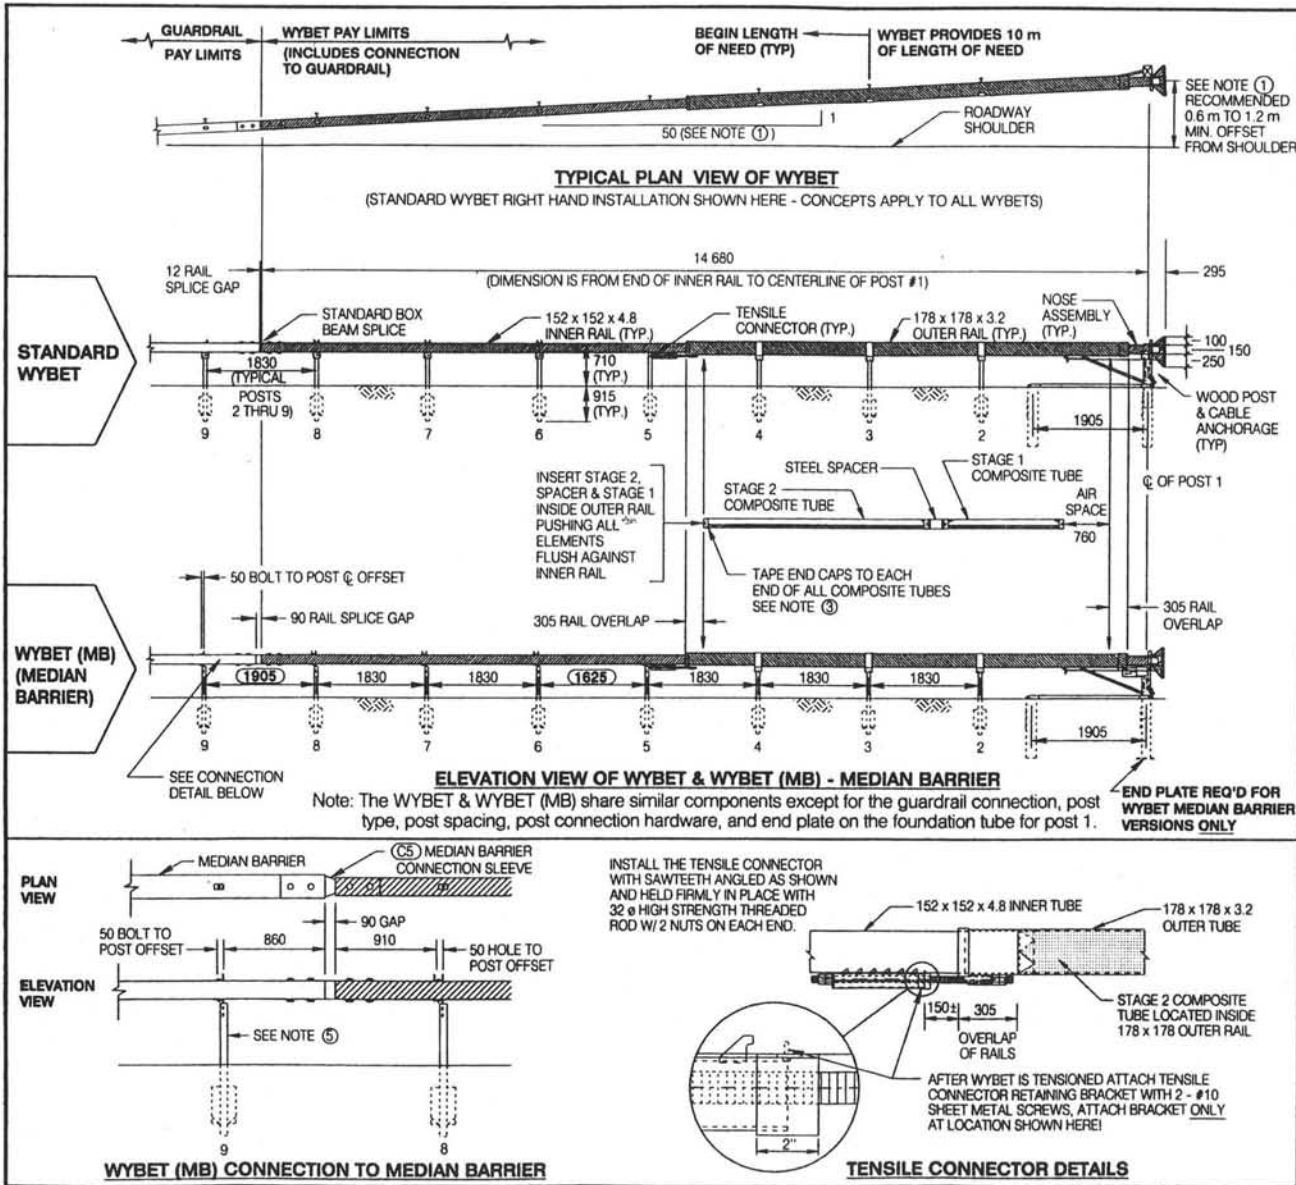 GUARDRAIL
PAY LIMITS
WYBET PAY LIMITS
(INCLUDES CONNECTION
TO GUARDRAIL)
BEGIN LENGTH
OF NEED (TYP)
WYBET PROVIDES 10 m
OF LENGTH OF NEED
SEE NOTE ①
RECOMMENDED
0.6 m TO 1.2 m
MIN. OFFSET
FROM SHOULDER
50 (SEE NOTE ①)
1
ROADWAY
SHOULDER
TYPICAL PLAN VIEW OF WYBET
(STANDARD WYBET RIGHT HAND INSTALLATION SHOWN HERE - CONCEPTS APPLY TO ALL WYBETS)
12 RAIL
SPLICE GAP
14 680
(DIMENSION IS FROM END OF INNER RAIL TO CENTERLINE OF POST #1)
295
STANDARD
WYBET
STANDARD BOX
BEAM SPLICE
152 x 152 x 4.8
INNER RAIL (TYP.)
TENSILE
CONNECTOR (TYP.)
178 x 178 x 3.2
OUTER RAIL (TYP.)
NOSE
ASSEMBLY
(TYP.)
100
150
250
1830
(TYPICAL
POSTS
2 THRU 9)
710
(TYP.)
915
(TYP.)
1905
WOOD POST
& CABLE
ANCHORAGE
(TYP)
9 8 7 6 5 4 3 2
INSERT STAGE 2,
SPACER & STAGE 1
INSIDE OUTER RAIL
PUSHING ALL
ELEMENTS
FLUSH AGAINST
INNER RAIL
STAGE 2
COMPOSITE TUBE
STEEL SPACER
STAGE 1
COMPOSITE TUBE
AIR
SPACE
760
℄ OF POST 1
TAPE END CAPS TO EACH
END OF ALL COMPOSITE TUBES
SEE NOTE ③
50 BOLT TO POST ℄ OFFSET
90 RAIL SPLICE GAP
305 RAIL OVERLAP
305 RAIL
OVERLAP
WYBET (MB)
(MEDIAN
BARRIER)
1905 1830 1830 1625 1830 1830 1830
1905
9 8 7 6 5 4 3 2
SEE CONNECTION
DETAIL BELOW
ELEVATION VIEW OF WYBET & WYBET (MB) - MEDIAN BARRIER
Note: The WYBET & WYBET (MB) share similar components except for the guardrail connection, post
type, post spacing, post connection hardware, and end plate on the foundation tube for post 1.
END PLATE REQ'D FOR
WYBET MEDIAN BARRIER
VERSIONS ONLY
PLAN
VIEW
MEDIAN BARRIER
C5 MEDIAN BARRIER
CONNECTION SLEEVE
90 GAP
50 BOLT TO
POST OFFSET
860
910
50 HOLE TO
POST OFFSET
ELEVATION
VIEW
SEE NOTE ⑤
9
8
WYBET (MB) CONNECTION TO MEDIAN BARRIER
INSTALL THE TENSILE CONNECTOR
WITH SAWTEETH ANGLED AS SHOWN
AND HELD FIRMLY IN PLACE WITH
32 ø HIGH STRENGTH THREADED
ROD W/ 2 NUTS ON EACH END.
152 x 152 x 4.8 INNER TUBE
178 x 178 x 3.2
OUTER TUBE
150±
305
OVERLAP
OF RAILS
STAGE 2 COMPOSITE
TUBE LOCATED INSIDE
178 x 178 OUTER RAIL
AFTER WYBET IS TENSIONED ATTACH TENSILE
CONNECTOR RETAINING BRACKET WITH 2 - #10
SHEET METAL SCREWS, ATTACH BRACKET ONLY
AT LOCATION SHOWN HERE!
2"
TENSILE CONNECTOR DETAILS